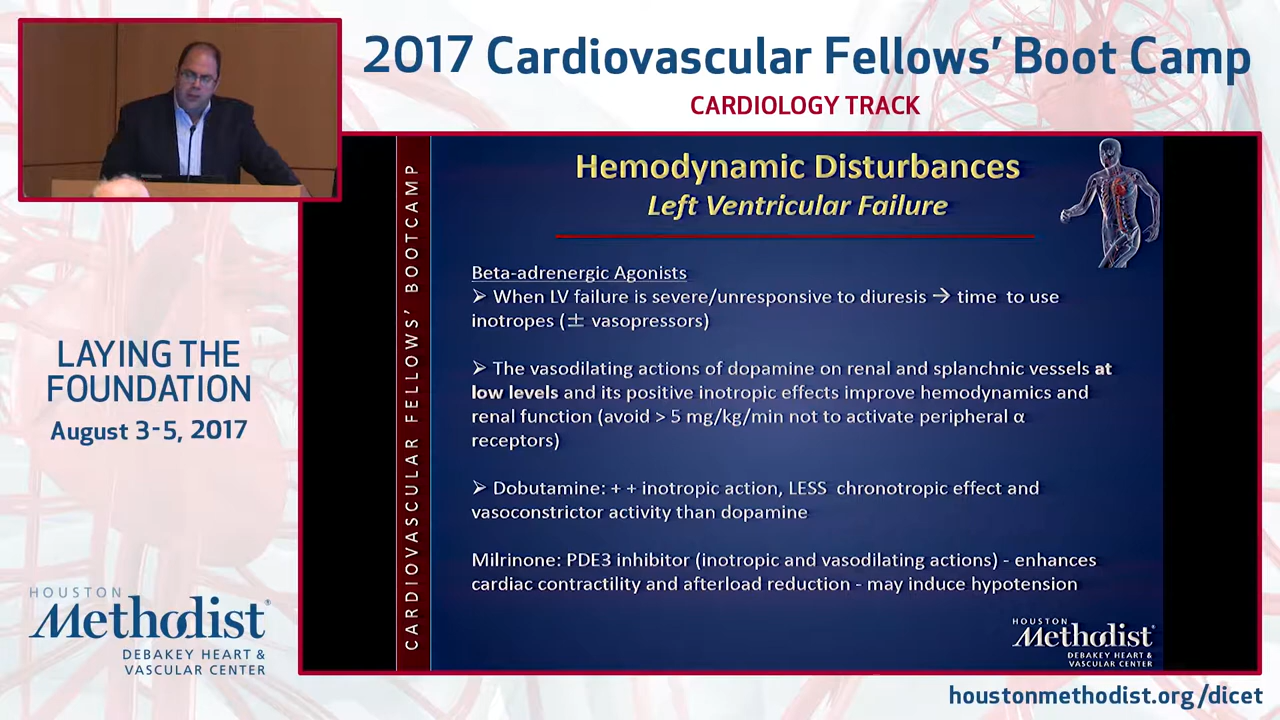 2017 Cardiovascular Fellows’ Boot Camp
CARDIOLOGY TRACK
LAYING THE
FOUNDATION
August 3-5, 2017
HOUSTON
Methodist®
DEBAKEY HEART &
VASCULAR CENTER
CARDIOVASCULAR FELLOWS’ BOOTCAMP
Hemodynamic Disturbances
Left Ventricular Failure
Beta-adrenergic Agonists
➢ When LV failure is severe/unresponsive to diuresis → time to use
inotropes (± vasopressors)
➢ The vasodilating actions of dopamine on renal and splanchnic vessels at
low levels and its positive inotropic effects improve hemodynamics and
renal function (avoid > 5 mg/kg/min not to activate peripheral α
receptors)
➢ Dobutamine: + + inotropic action, LESS chronotropic effect and
vasoconstrictor activity than dopamine
Milrinone: PDE3 inhibitor (inotropic and vasodilating actions) - enhances
cardiac contractility and afterload reduction - may induce hypotension
HOUSTON
Methodist®
DEBAKEY HEART &
VASCULAR CENTER
houstonmethodist.org/dicet